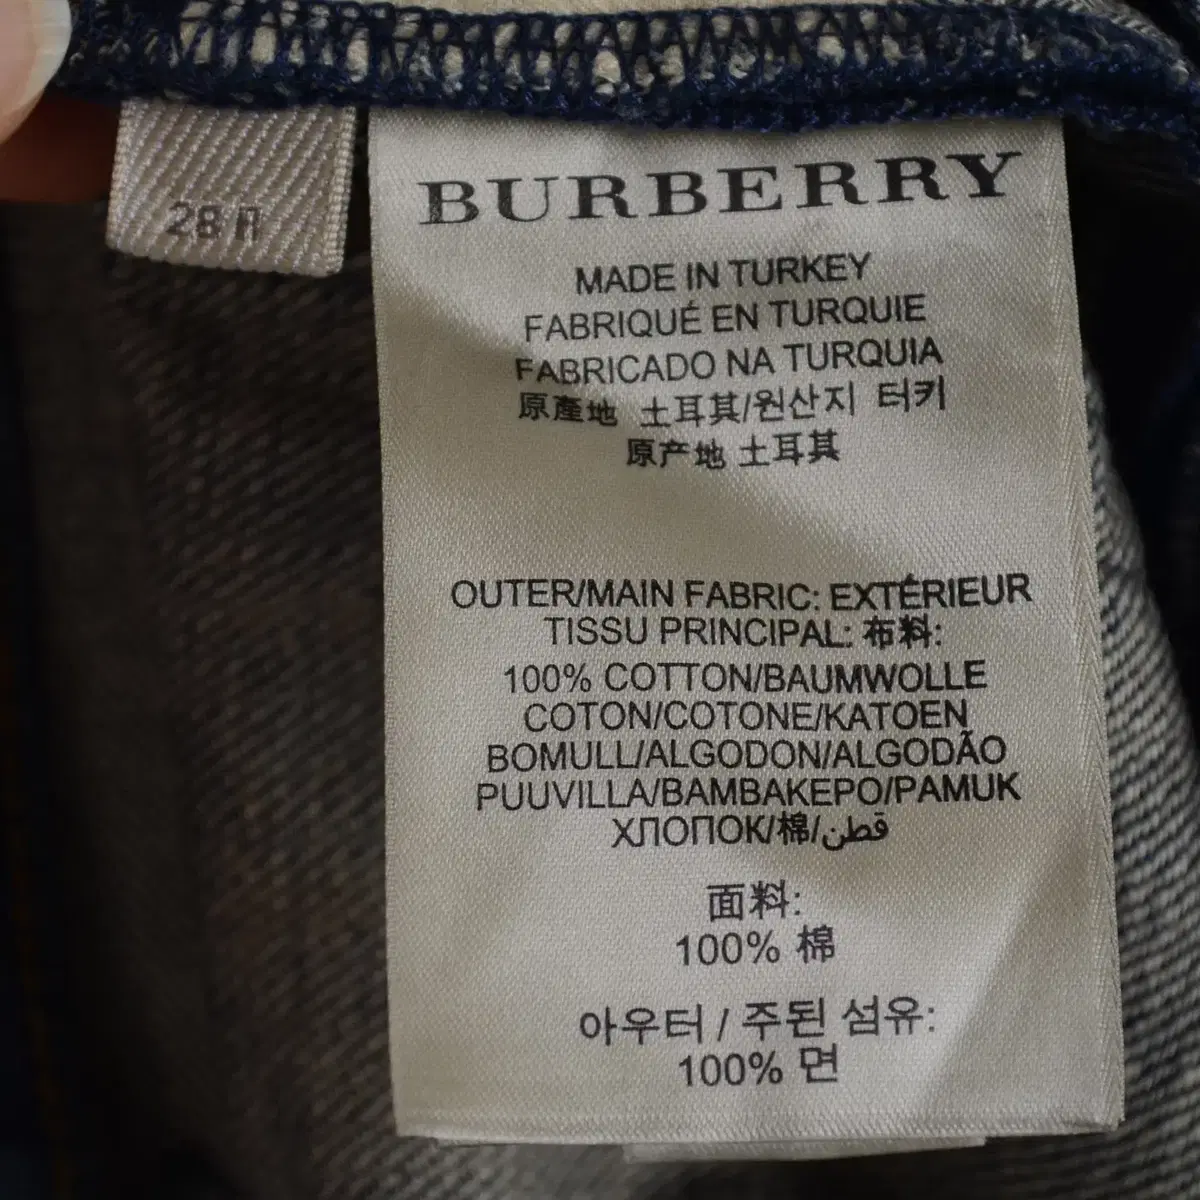 28R
BURBERRY
MADE IN TURKEY
FABRIQUÉ EN TURQUIE
FABRICADO NA TURQUIA
原產地 土耳其/원산지 터키
原产地 土耳其
OUTER/MAIN FABRIC: EXTÉRIEUR
TISSU PRINCIPAL: 布料:
100% COTTON/BAUMWOLLE
COTON/COTONE/KATOEN
BOMULL/ALGODON/ALGODÃO
PUUVILLA/BAMBAKEPO/PAMUK
ХЛОПОК/棉/قطن
面料:
100% 棉
아우터 / 주된 섬유:
100% 면